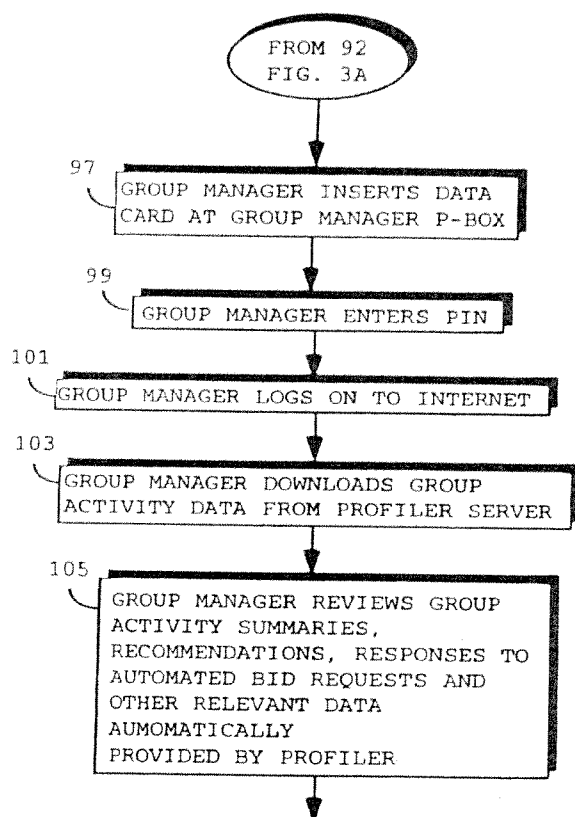 FROM 92
FIG. 3A
97
GROUP MANAGER INSERTS DATA
CARD AT GROUP MANAGER P-BOX
99
GROUP MANAGER ENTERS PIN
101
GROUP MANAGER LOGS ON TO INTERNET
103
GROUP MANAGER DOWNLOADS GROUP
ACTIVITY DATA FROM PROFILER SERVER
105
GROUP MANAGER REVIEWS GROUP
ACTIVITY SUMMARIES,
RECOMMENDATIONS, RESPONSES TO
AUTOMATED BID REQUESTS AND
OTHER RELEVANT DATA
AUMOMATICALLY
PROVIDED BY PROFILER